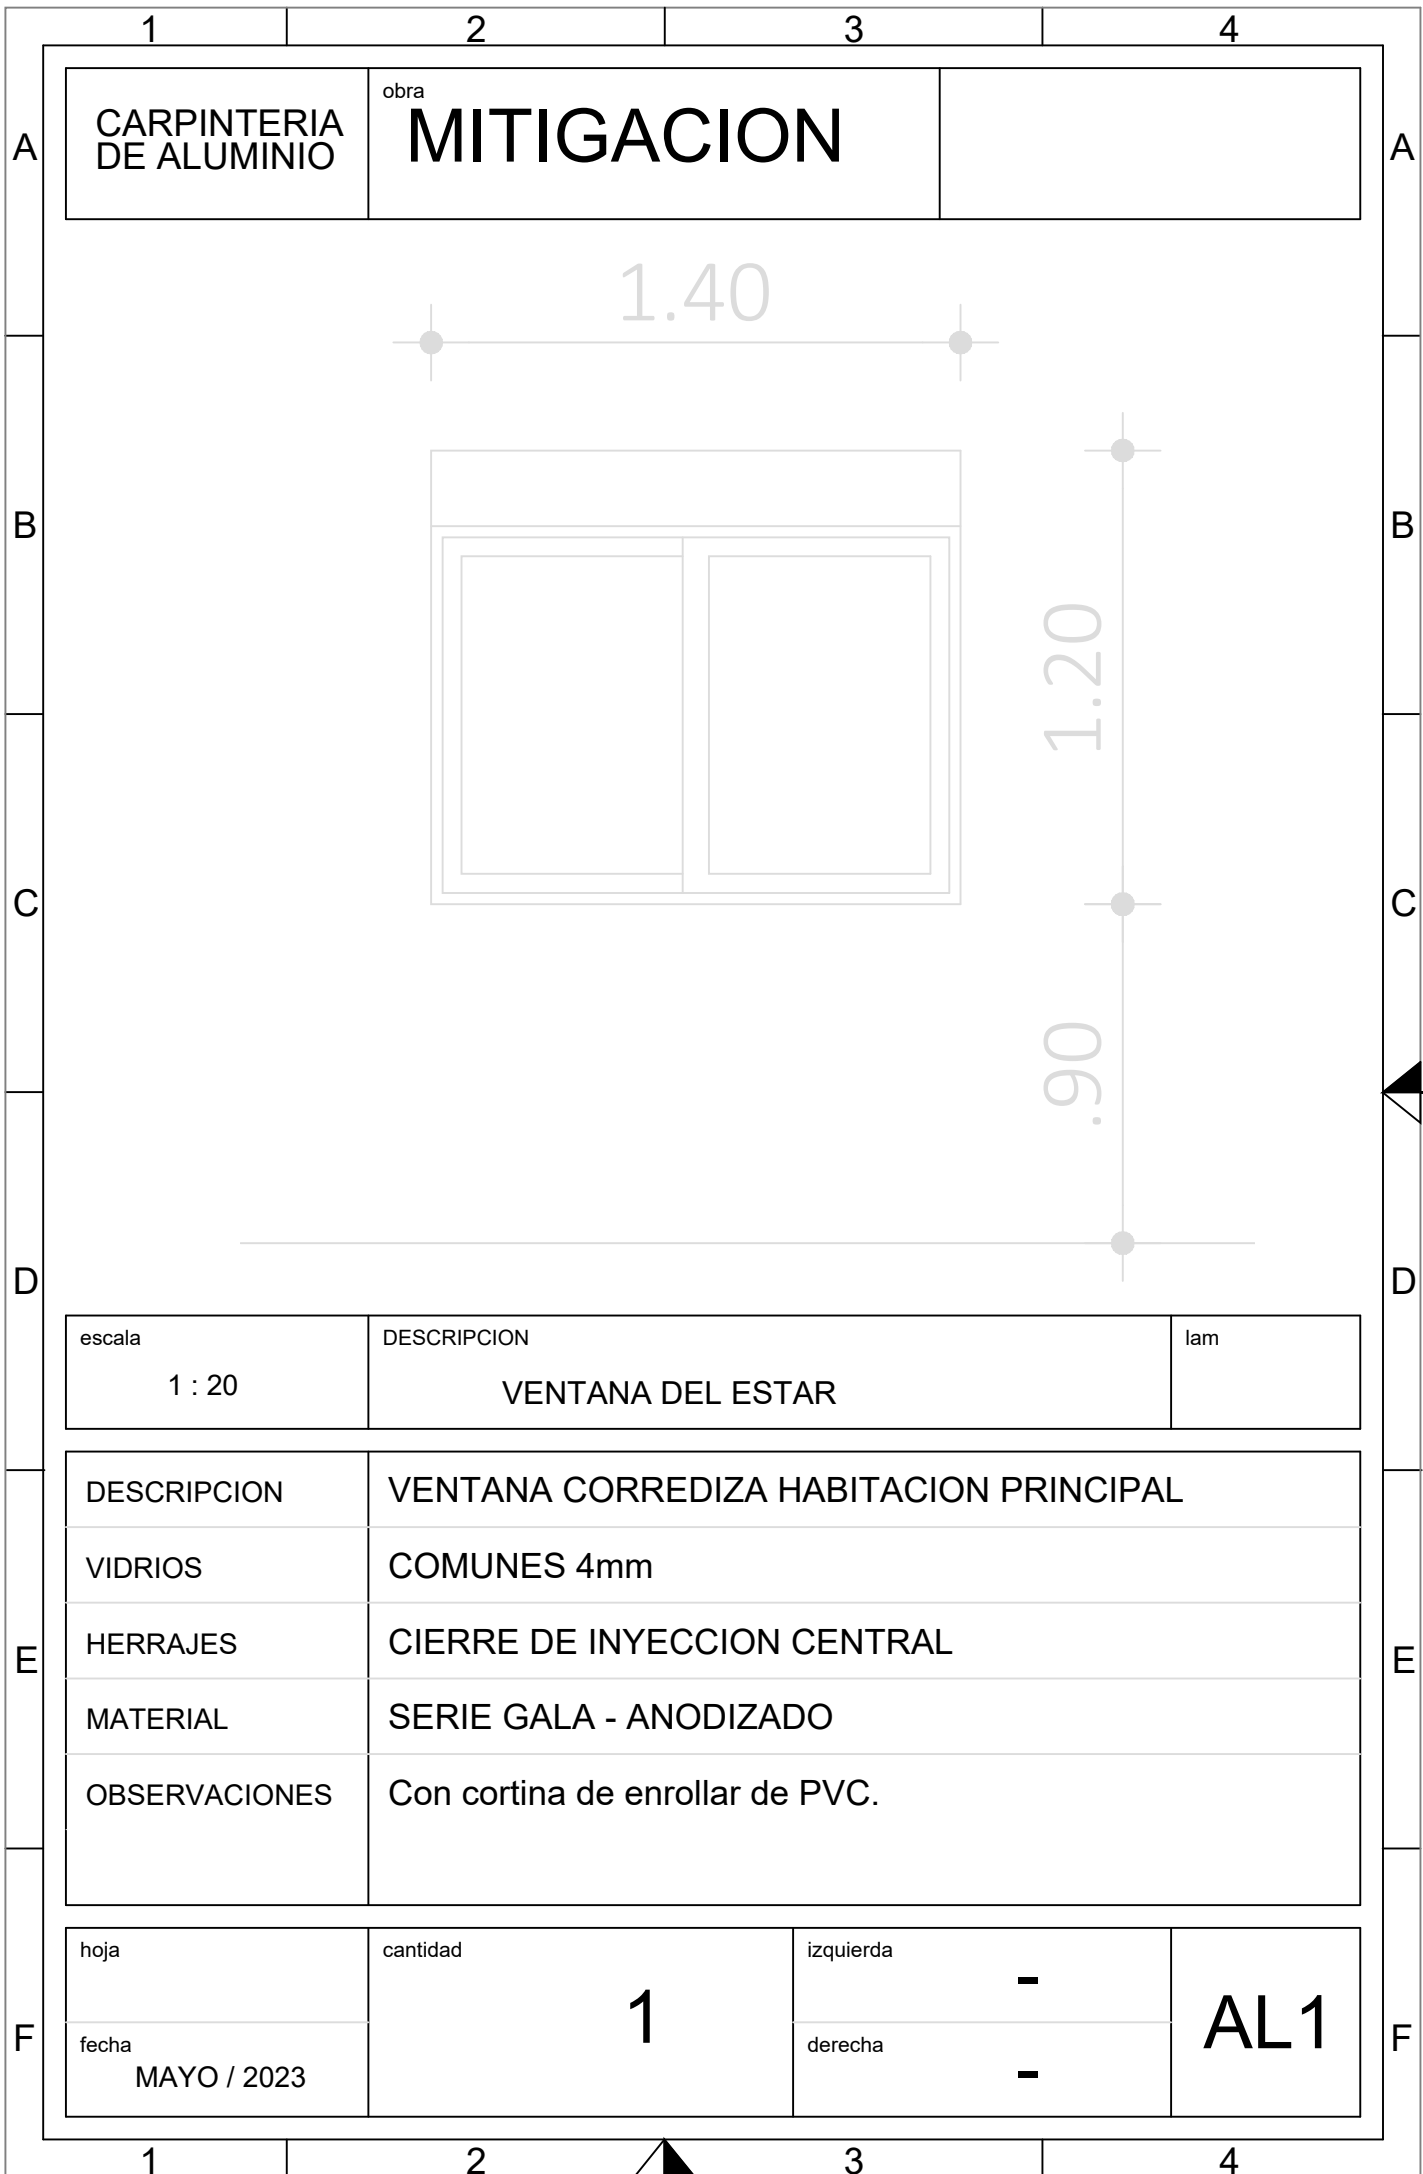 1 2 3 4
A A
CARPINTERIA
DE ALUMINIO
obra
MITIGACION
1.40
B B
1.20
C C
.90
D D
escala
1 : 20
DESCRIPCION
VENTANA DEL ESTAR
lam
DESCRIPCION VENTANA CORREDIZA HABITACION PRINCIPAL
VIDRIOS COMUNES 4mm
HERRAJES CIERRE DE INYECCION CENTRAL
E E
MATERIAL SERIE GALA - ANODIZADO
OBSERVACIONES Con cortina de enrollar de PVC.
hoja
cantidad
1
izquierda
-
AL1
F F
fecha
MAYO / 2023
derecha
-
1 2 3 4